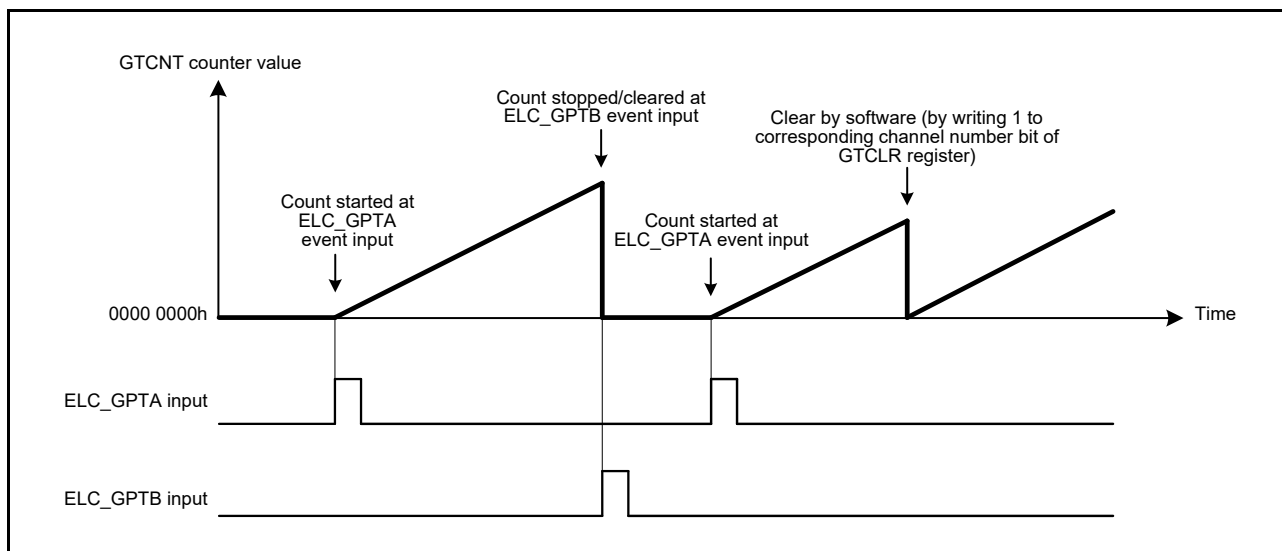 GTCNT counter value
Count stopped/cleared at
ELC_GPTB event input
Clear by software (by writing 1 to
corresponding channel number bit of
GTCLR register)
Count started at
ELC_GPTA
event input
Count started at
ELC_GPTA event input
0000 0000h
Time
ELC_GPTA input
ELC_GPTB input